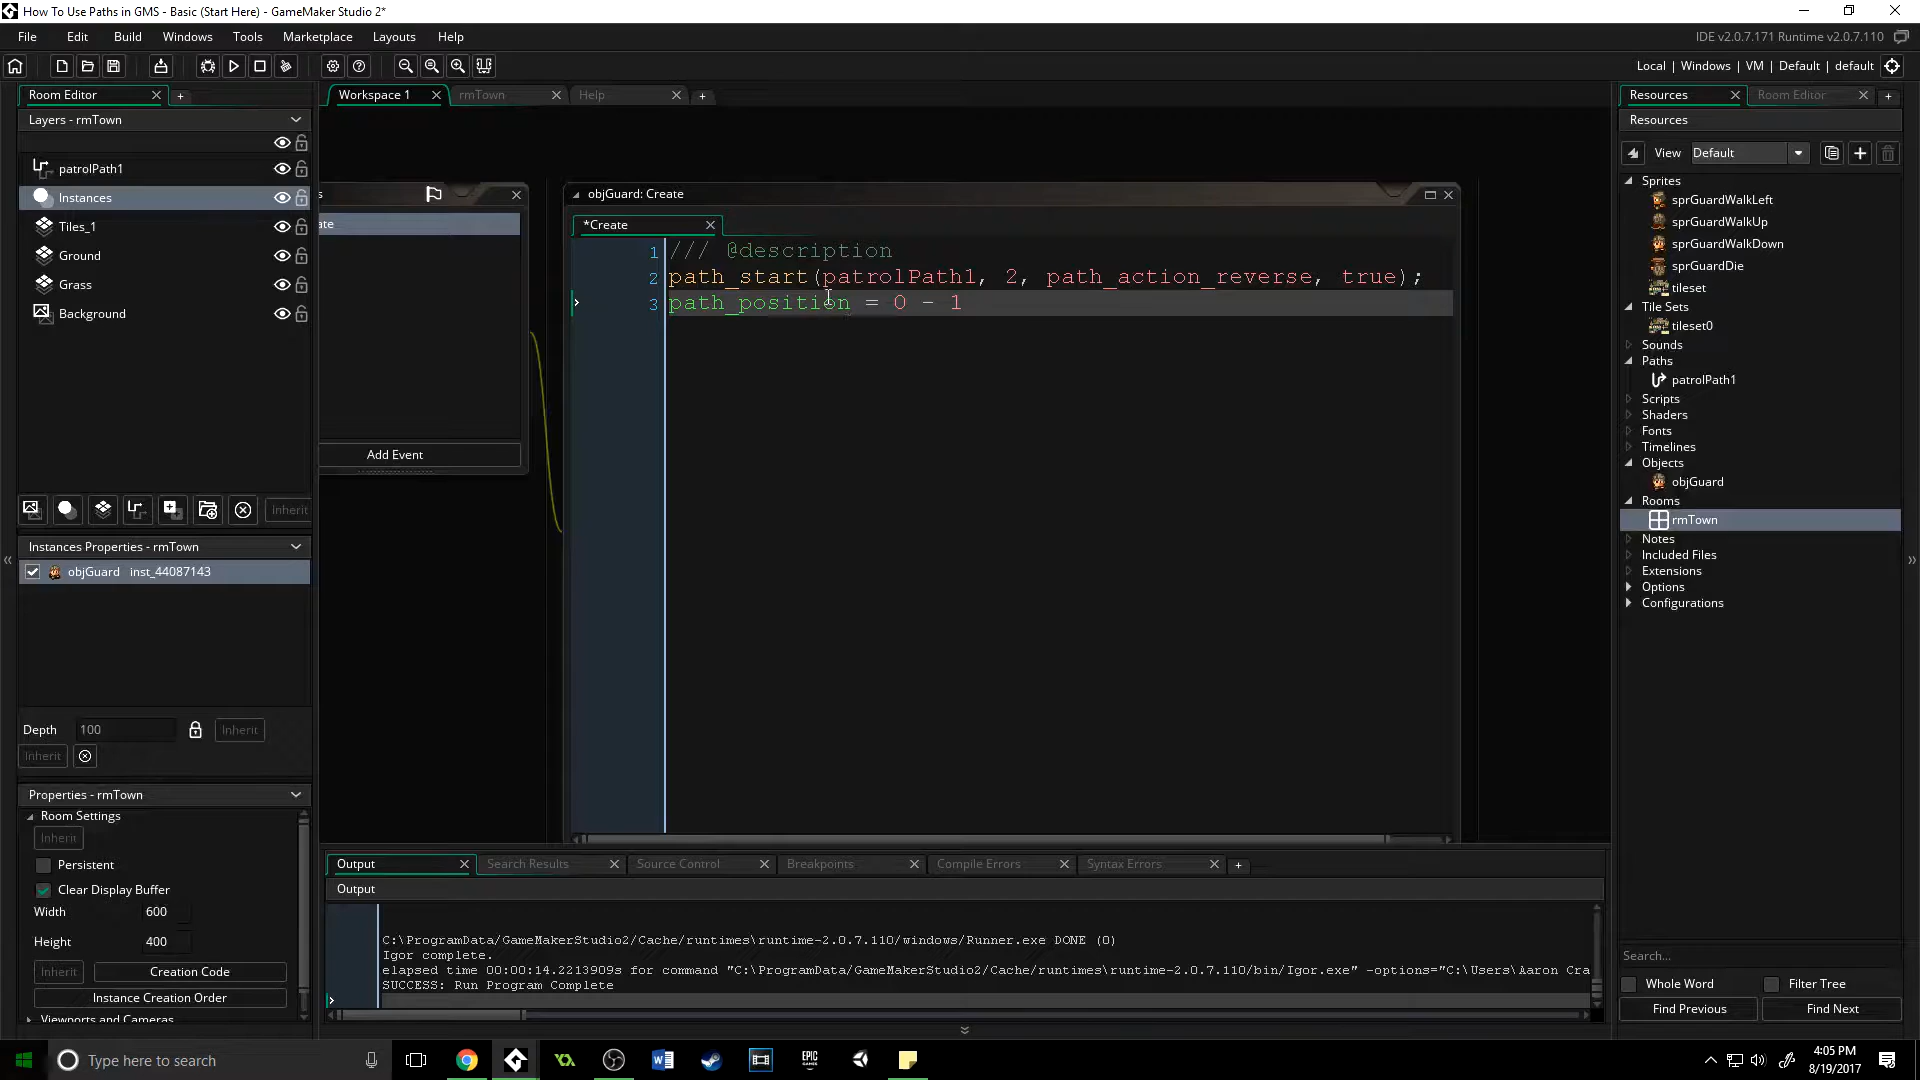 How To Use Paths in GMS - Basic (Start Here) - GameMaker Studio 2*
File Edit Build Windows Tools Marketplace Layouts Help
IDE v2.0.7.171 Runtime v2.0.7.110
Local | Windows | VM | Default | default
Room Editor
Workspace 1 rmTown Help
Resources Room Editor
Layers - rmTown
Resources
View Default
patrolPath1
Instances
Tiles_1
Ground
Grass
Background
s
ate
Add Event
objGuard: Create
*Create
1 /// @description
2 path_start(patrolPath1, 2, path_action_reverse, true);
3 path_position = 0 - 1
Sprites
sprGuardWalkLeft
sprGuardWalkUp
sprGuardWalkDown
sprGuardDie
tileset
Tile Sets
tileset0
Sounds
Paths
patrolPath1
Scripts
Shaders
Fonts
Timelines
Objects
objGuard
Rooms
rmTown
Notes
Included Files
Extensions
Options
Configurations
Inherit
Instances Properties - rmTown
objGuard inst_44087143
Depth 100 Inherit
Inherit
Properties - rmTown
Room Settings
Inherit
Persistent
Clear Display Buffer
Width 600
Height 400
Inherit Creation Code
Instance Creation Order
Viewports and Cameras
Output Search Results Source Control Breakpoints Compile Errors Syntax Errors
Output
C:\ProgramData/GameMakerStudio2/Cache/runtimes\runtime-2.0.7.110/windows/Runner.exe DONE (0)
Igor complete.
elapsed time 00:00:14.2213909s for command "C:\ProgramData/GameMakerStudio2/Cache/runtimes\runtime-2.0.7.110/bin/Igor.exe" -options="C:\Users\Aaron Cra
SUCCESS: Run Program Complete
Search...
Whole Word Filter Tree
Find Previous Find Next
Type here to search
EPIC GAMES
4:05 PM
8/19/2017